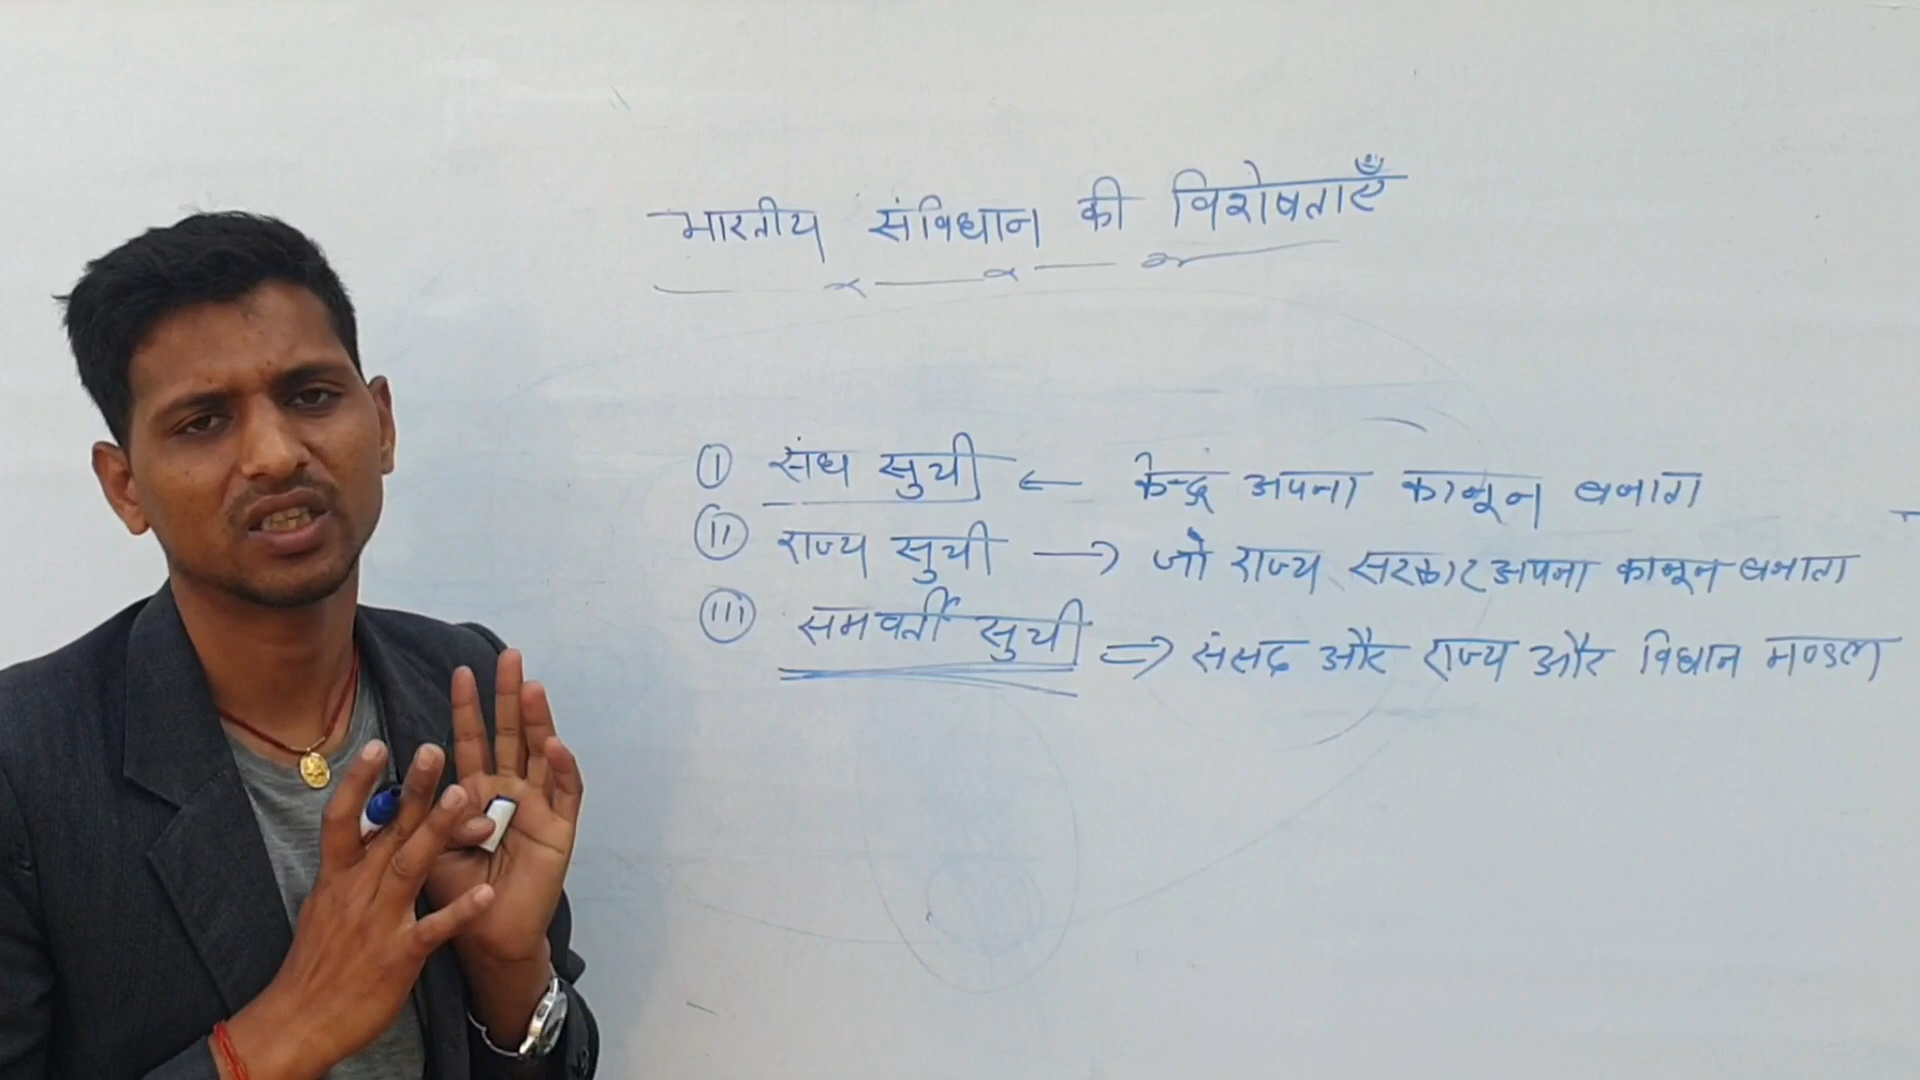 भारतीय संविधान की विशेषताएँ
(i) संघ सुची ← केन्द्र अपना कानून बनाता
(ii) राज्य सुची → जो राज्य सरकार अपना कानून बनाता
(iii) समवर्ती सुची ⇒ संसद और राज्य और विधान मण्डल